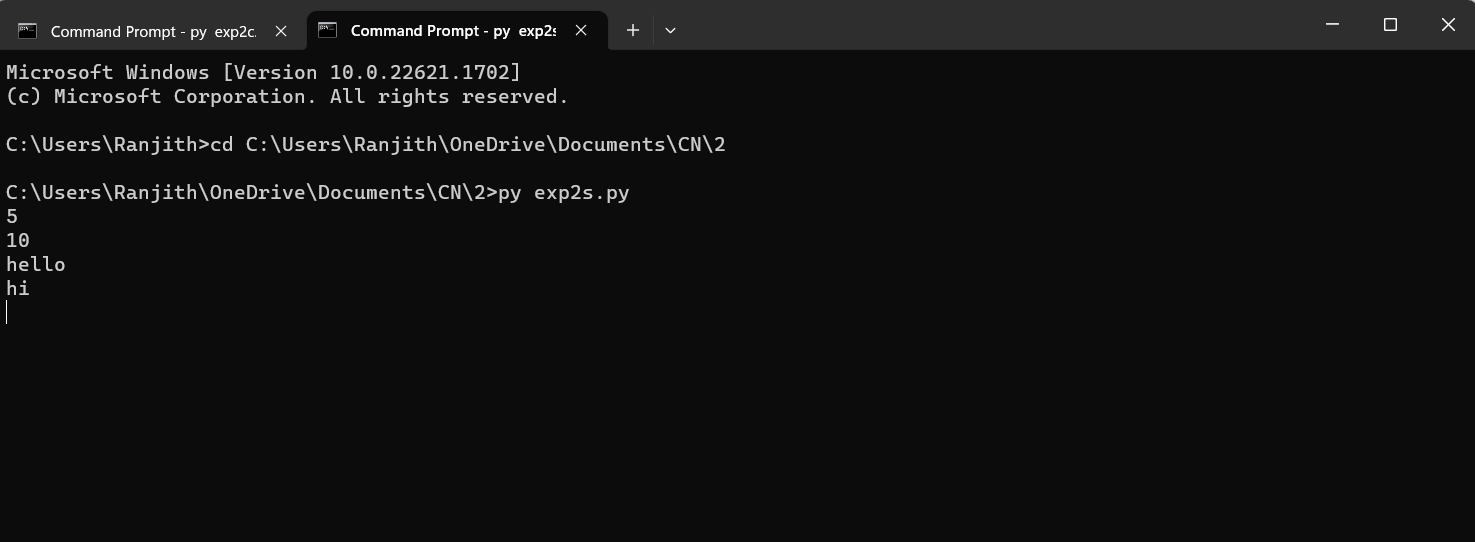 Command Prompt - py exp2c.
Command Prompt - py exp2s
Microsoft Windows [Version 10.0.22621.1702]
(c) Microsoft Corporation. All rights reserved.
C:\Users\Ranjith>cd C:\Users\Ranjith\OneDrive\Documents\CN\2
C:\Users\Ranjith\OneDrive\Documents\CN\2>py exp2s.py
5
10
hello
hi